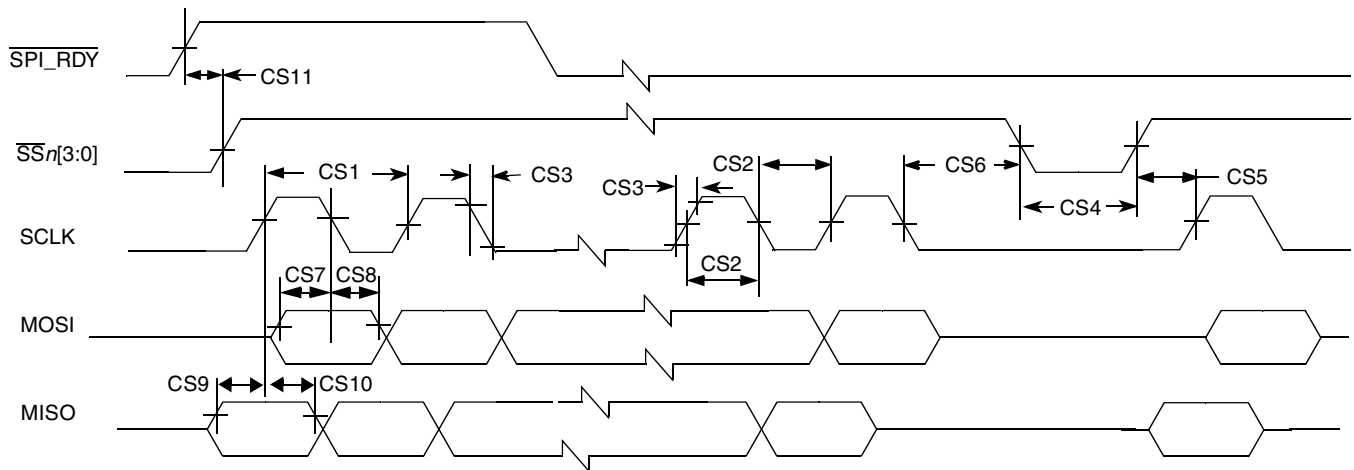 SPI_RDY
CS11
SSn[3:0]
CS1
CS3
CS3
CS2
CS6
CS5
CS4
SCLK
CS2
CS7
CS8
MOSI
CS9
CS10
MISO